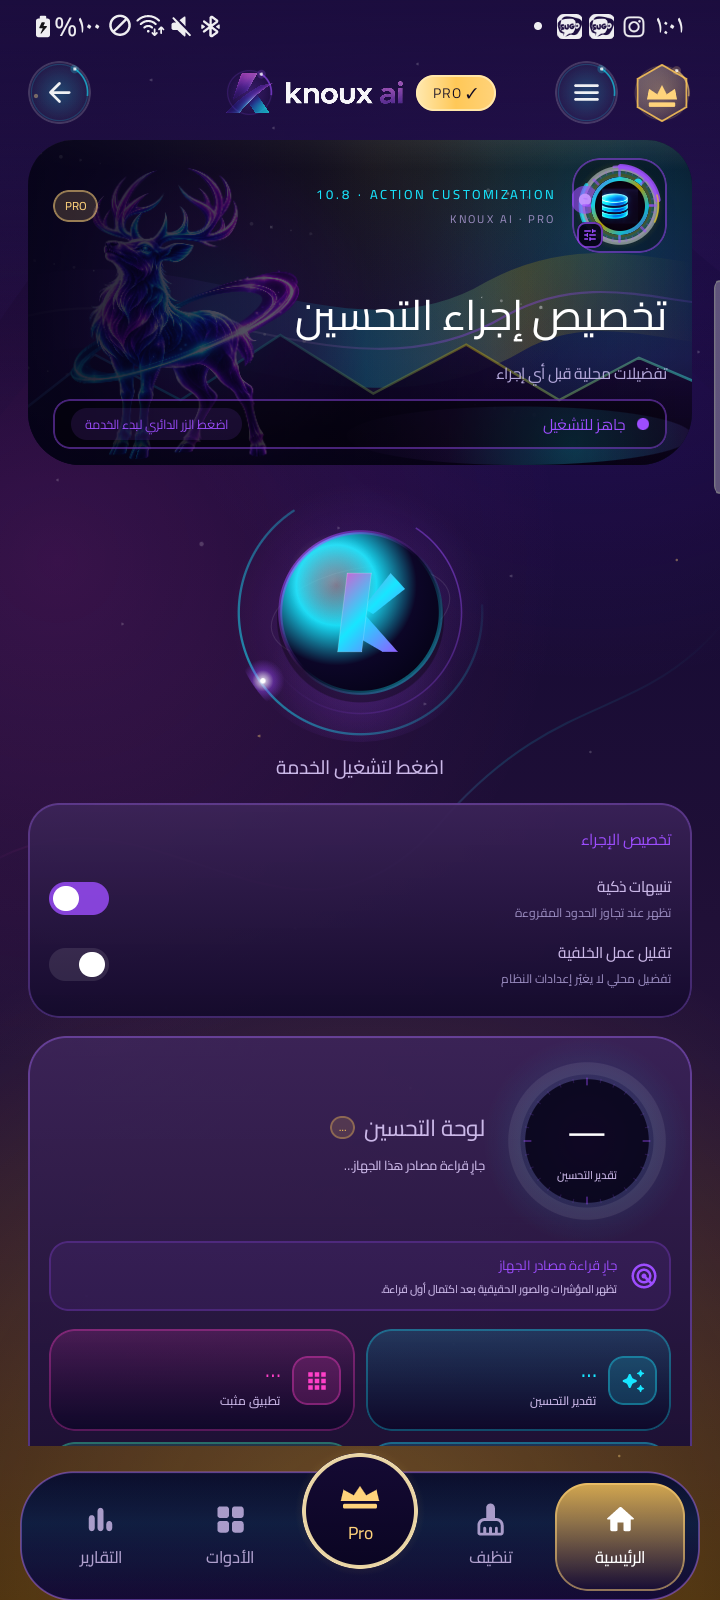 ١:٠١
%١٠٠
knoux ai
PRO ✓
10.8 · ACTION CUSTOMIZATION
KNOUX AI · PRO
PRO
تخصيص إجراء التحسين
تفضيلات محلية قبل أي إجراء
جاهز للتشغيل
اضغط الزر الدائري لبدء الخدمة
اضغط لتشغيل الخدمة
تخصيص الإجراء
تنبيهات ذكية
تظهر عند تجاوز الحدود المقروءة
تقليل عمل الخلفية
تفضيل محلي لا يغيّر إعدادات النظام
—
تقدير التحسين
لوحة التحسين
...
جارٍ قراءة مصادر هذا الجهاز...
جارٍ قراءة مصادر الجهاز
تظهر المؤشرات والصور الحقيقية بعد اكتمال أول قراءة.
...
تقدير التحسين
...
تطبيق مثبت
الرئيسية
تنظيف
Pro
الأدوات
التقارير